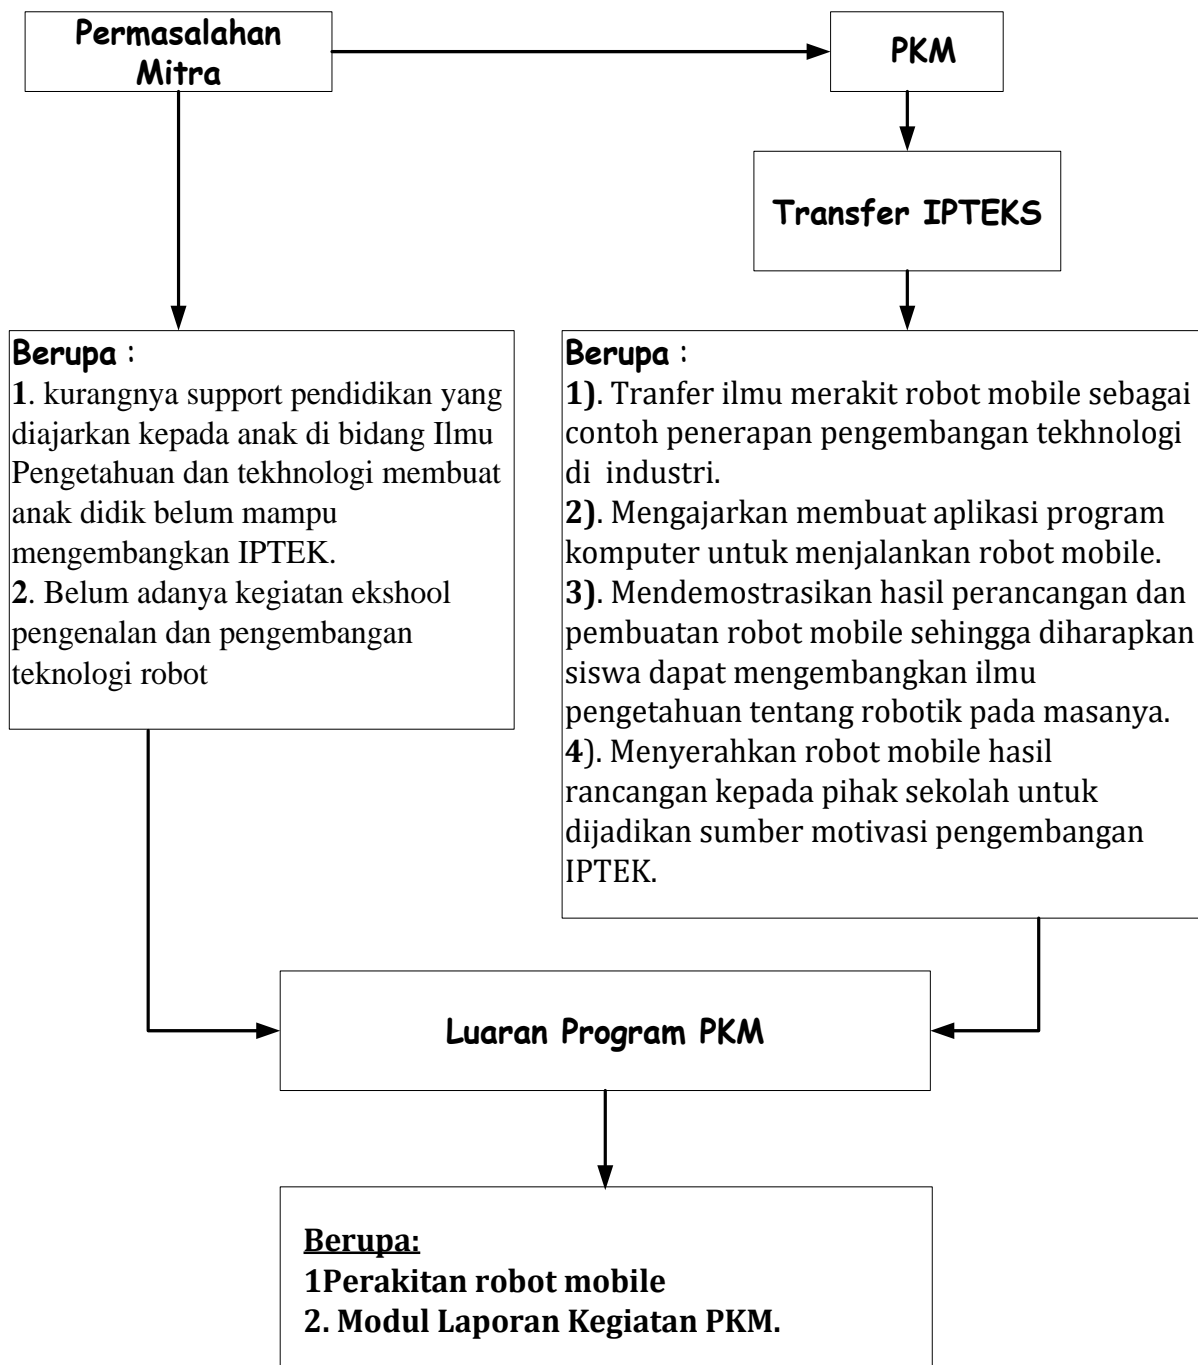 Permasalahan
Mitra
PKM
Transfer IPTEKS
Berupa :
1. kurangnya support pendidikan yang
diajarkan kepada anak di bidang Ilmu
Pengetahuan dan tekhnologi membuat
anak didik belum mampu
mengembangkan IPTEK.
2. Belum adanya kegiatan ekshool
pengenalan dan pengembangan
teknologi robot
Berupa :
1). Tranfer ilmu merakit robot mobile sebagai
contoh penerapan pengembangan tekhnologi
di industri.
2). Mengajarkan membuat aplikasi program
komputer untuk menjalankan robot mobile.
3). Mendemostrasikan hasil perancangan dan
pembuatan robot mobile sehingga diharapkan
siswa dapat mengembangkan ilmu
pengetahuan tentang robotik pada masanya.
4). Menyerahkan robot mobile hasil
rancangan kepada pihak sekolah untuk
dijadikan sumber motivasi pengembangan
IPTEK.
Luaran Program PKM
Berupa:
1Perakitan robot mobile
2. Modul Laporan Kegiatan PKM.